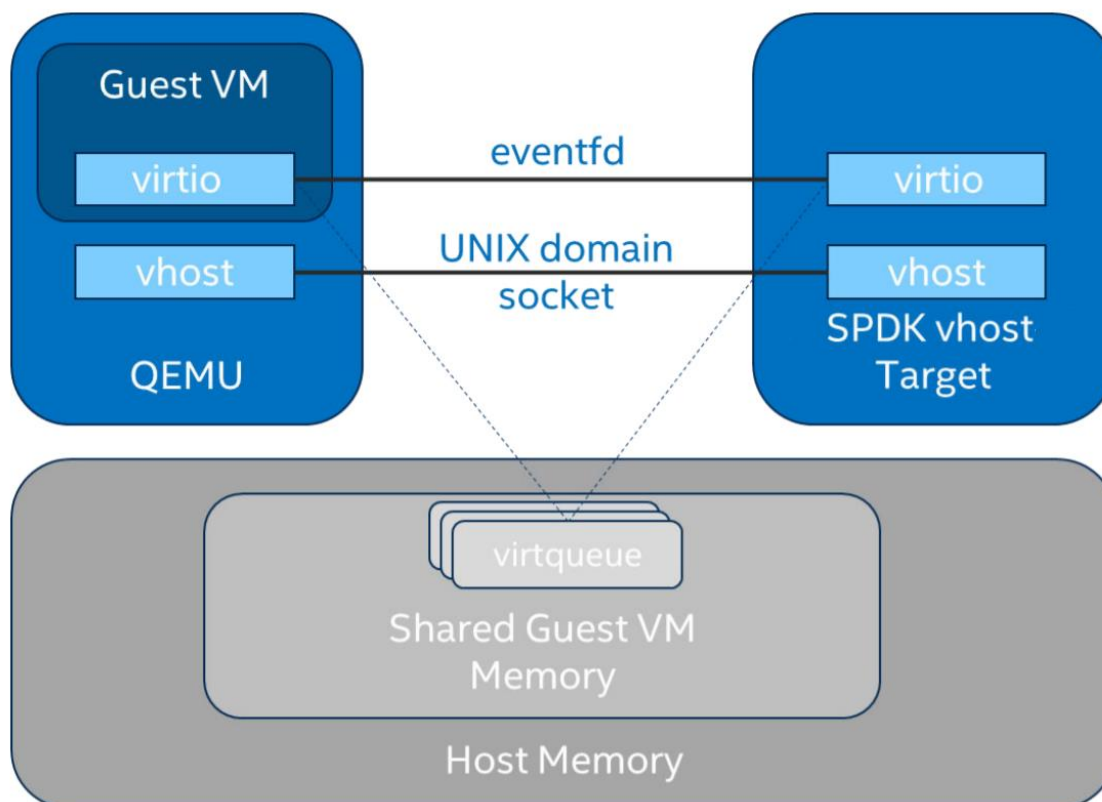 Guest VM
virtio
vhost
QEMU
eventfd
UNIX domain
socket
virtio
vhost
SPDK vhost
Target
virtqueue
Shared Guest VM
Memory
Host Memory